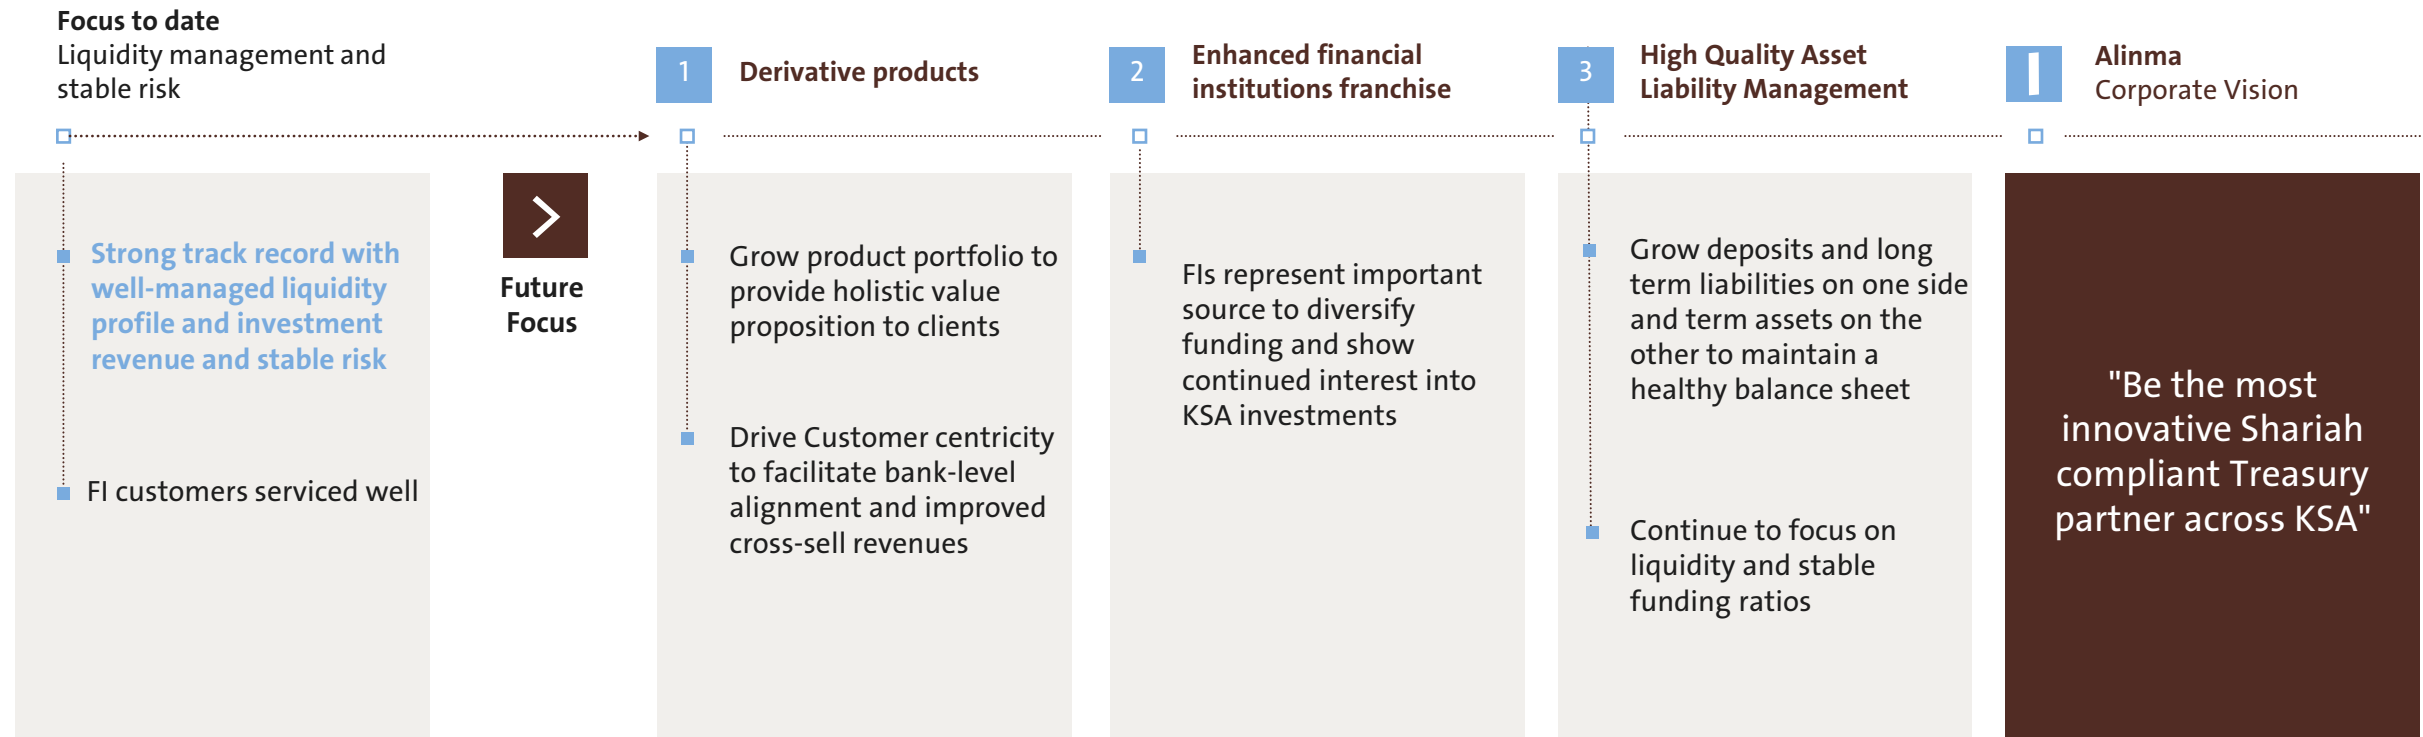 Focus to date
Liquidity management and
stable risk
Strong track record with
well-managed liquidity
profile and investment
revenue and stable risk
FI customers serviced well
Future
Focus
1
Derivative products
Grow product portfolio to
provide holistic value
proposition to clients
Drive Customer centricity
to facilitate bank-level
alignment and improved
cross-sell revenues
2
Enhanced financial
institutions franchise
FIs represent important
source to diversify
funding and show
continued interest into
KSA investments
3
High Quality Asset
Liability Management
Grow deposits and long
term liabilities on one side
and term assets on the
other to maintain a
healthy balance sheet
Continue to focus on
liquidity and stable
funding ratios
Alinma
Corporate Vision
"Be the most
innovative Shariah
compliant Treasury
partner across KSA"